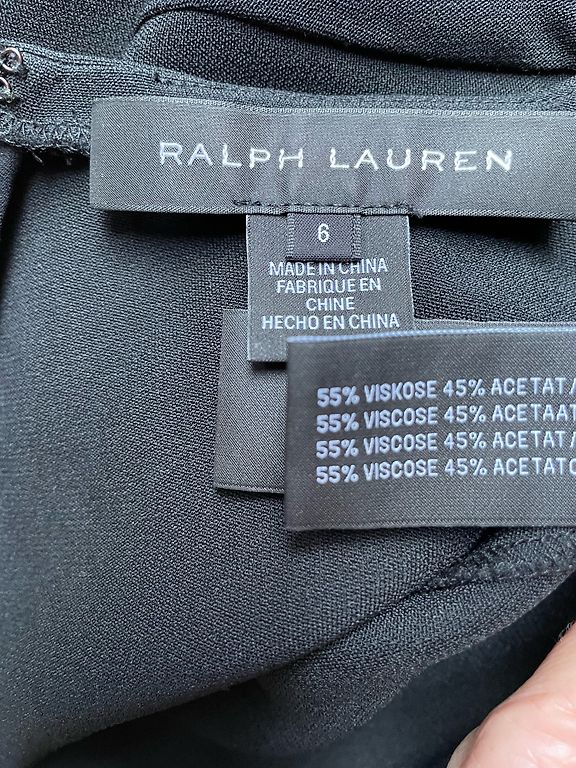 RALPH LAUREN
6
MADE IN CHINA
FABRIQUE EN
CHINE
HECHO EN CHINA
55% VISKOSE 45% ACETAT/
55% VISCOSE 45% ACETAAT
55% VISCOSE 45% ACETAT/
55% VISCOSE 45% ACETATO